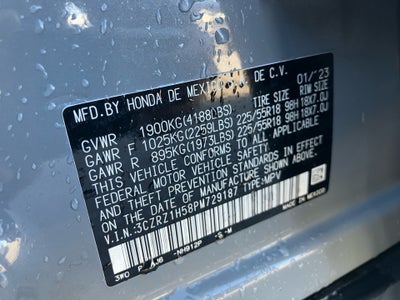 MFD.BY HONDA DE MEXICO DE C.V. 01/'23
GVWR 1900KG(4188LBS) TIRE SIZE RIM SIZE
GAWR F 1025KG(2259LBS) 225/55R18 98H 18X7.0J
GAWR R 895KG(1973LBS) 225/55R18 98H 18X7.0J
THIS VEHICLE CONFORMS TO ALL APPLICABLE
FEDERAL MOTOR VEHICLE SAFETY AND
THEFT PREVENTION STANDARDS IN EFFECT
ON THE DATE OF MANUFACTURE SHOWN ABOVE.
V.I.N.:3CZRZ1H58PM729187 TYPE:MPV
3WO P AJ6 NH912P -S -M
MADE IN
MEXICO